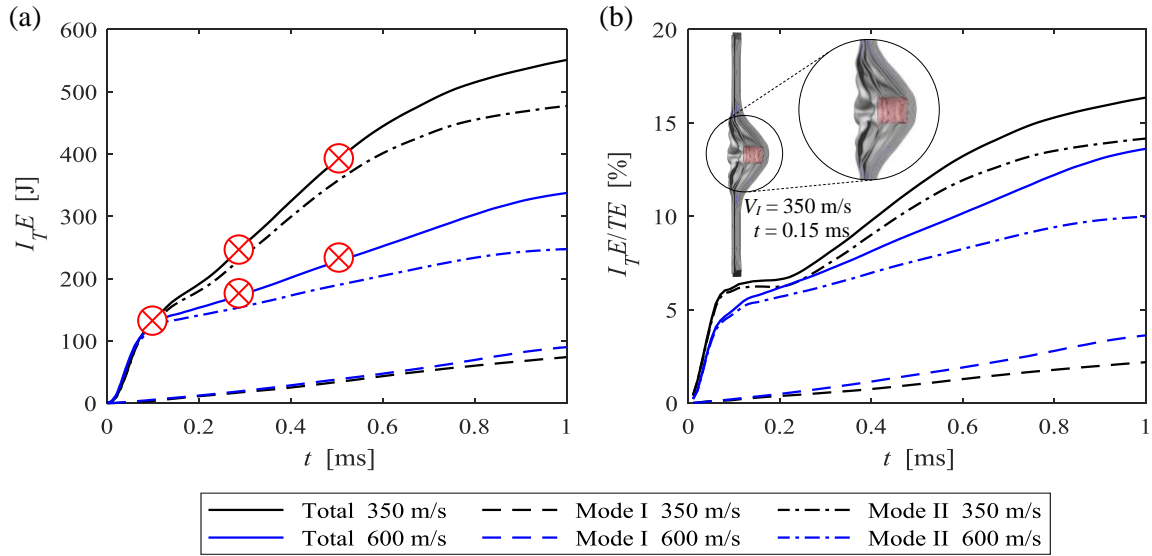 (a)
600
500
400
300
200
100
0
I_T E [J]
0 0.2 0.4 0.6 0.8 1
t [ms]
(b)
20
15
10
5
0
I_T E/TE [%]
V_I = 350 m/s
t = 0.15 ms
0 0.2 0.4 0.6 0.8 1
t [ms]
Total 350 m/s Mode I 350 m/s Mode II 350 m/s
Total 600 m/s Mode I 600 m/s Mode II 600 m/s